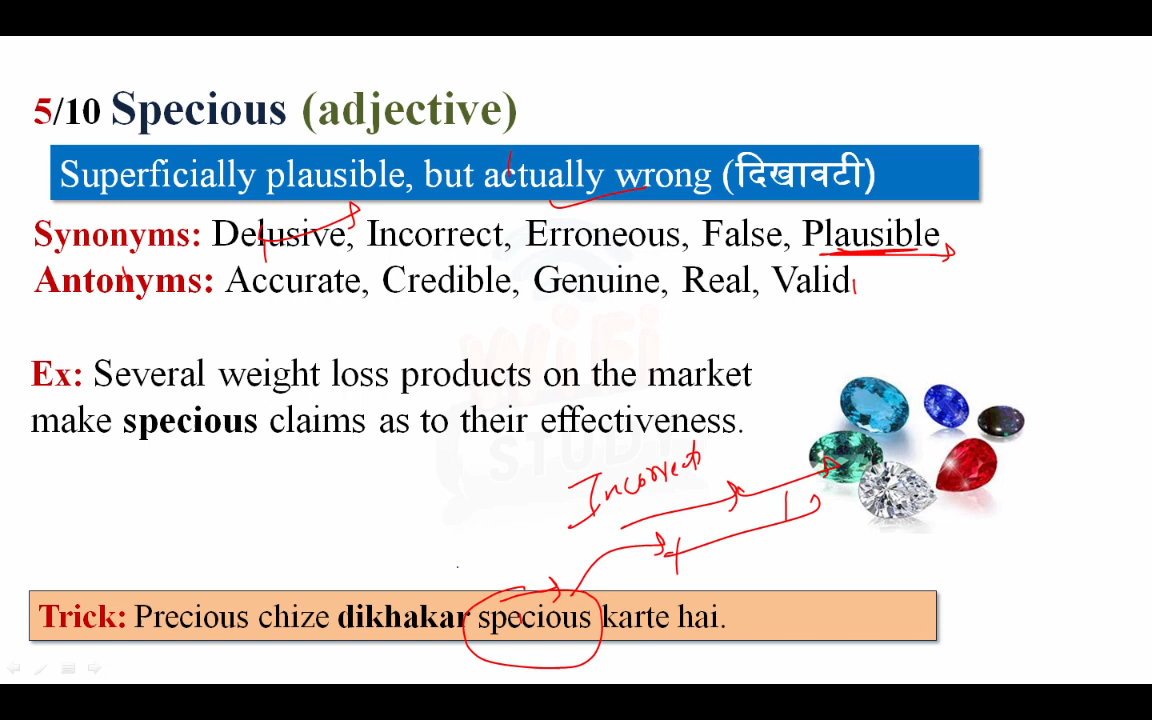 5/10 Specious (adjective)
Superficially plausible, but actually wrong (दिखावटी)
Synonyms: Delusive, Incorrect, Erroneous, False, Plausible
Antonyms: Accurate, Credible, Genuine, Real, Valid
WiFi
STUDY
Ex: Several weight loss products on the market
make specious claims as to their effectiveness.
Incorrect
Trick: Precious chize dikhakar specious karte hai.